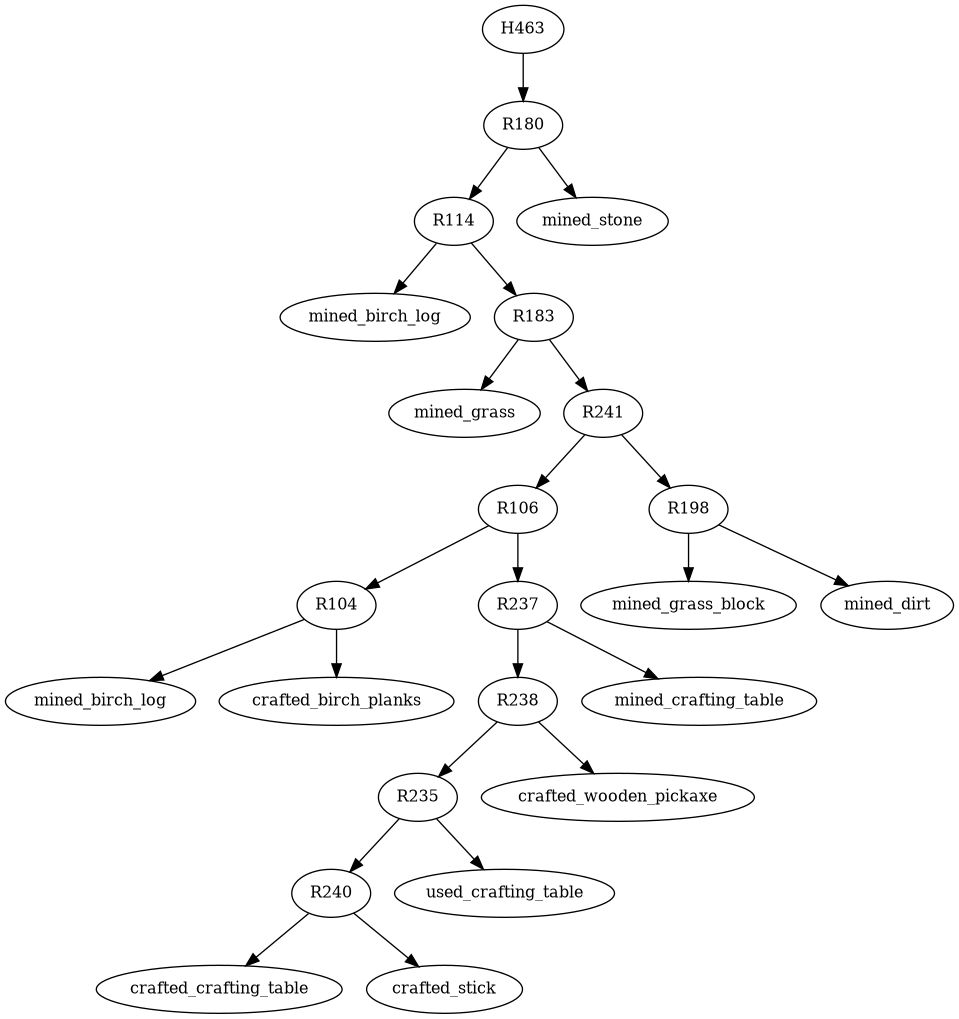 H463
R180
R114
mined_stone
mined_birch_log
R183
mined_grass
R241
R106
R198
R104
R237
mined_grass_block
mined_dirt
mined_birch_log
crafted_birch_planks
R238
mined_crafting_table
R235
crafted_wooden_pickaxe
R240
used_crafting_table
crafted_crafting_table
crafted_stick